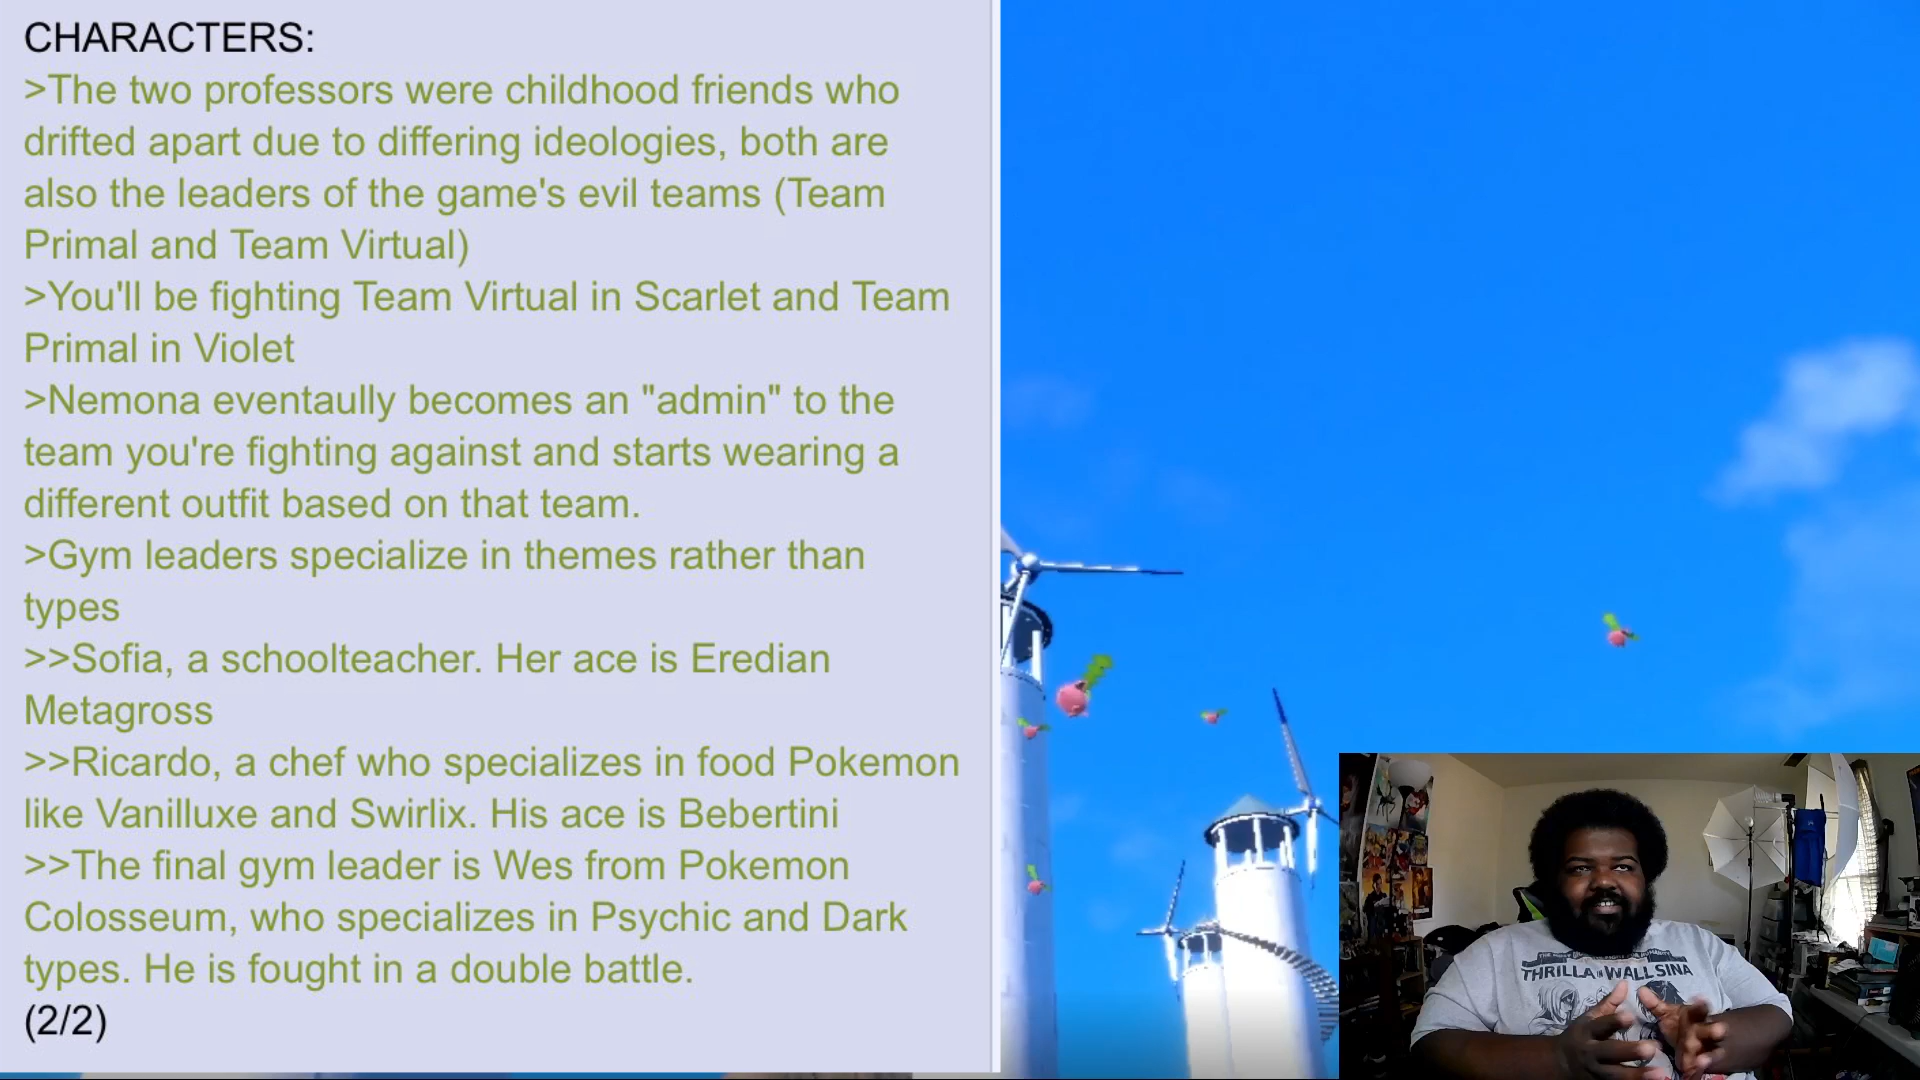 CHARACTERS:
>The two professors were childhood friends who
drifted apart due to differing ideologies, both are
also the leaders of the game's evil teams (Team
Primal and Team Virtual)
>You'll be fighting Team Virtual in Scarlet and Team
Primal in Violet
>Nemona eventaully becomes an "admin" to the
team you're fighting against and starts wearing a
different outfit based on that team.
>Gym leaders specialize in themes rather than
types
>>Sofia, a schoolteacher. Her ace is Eredian
Metagross
>>Ricardo, a chef who specializes in food Pokemon
like Vanilluxe and Swirlix. His ace is Bebertini
>>The final gym leader is Wes from Pokemon
Colosseum, who specializes in Psychic and Dark
types. He is fought in a double battle.
(2/2)
THRILLA IN WALL SINA